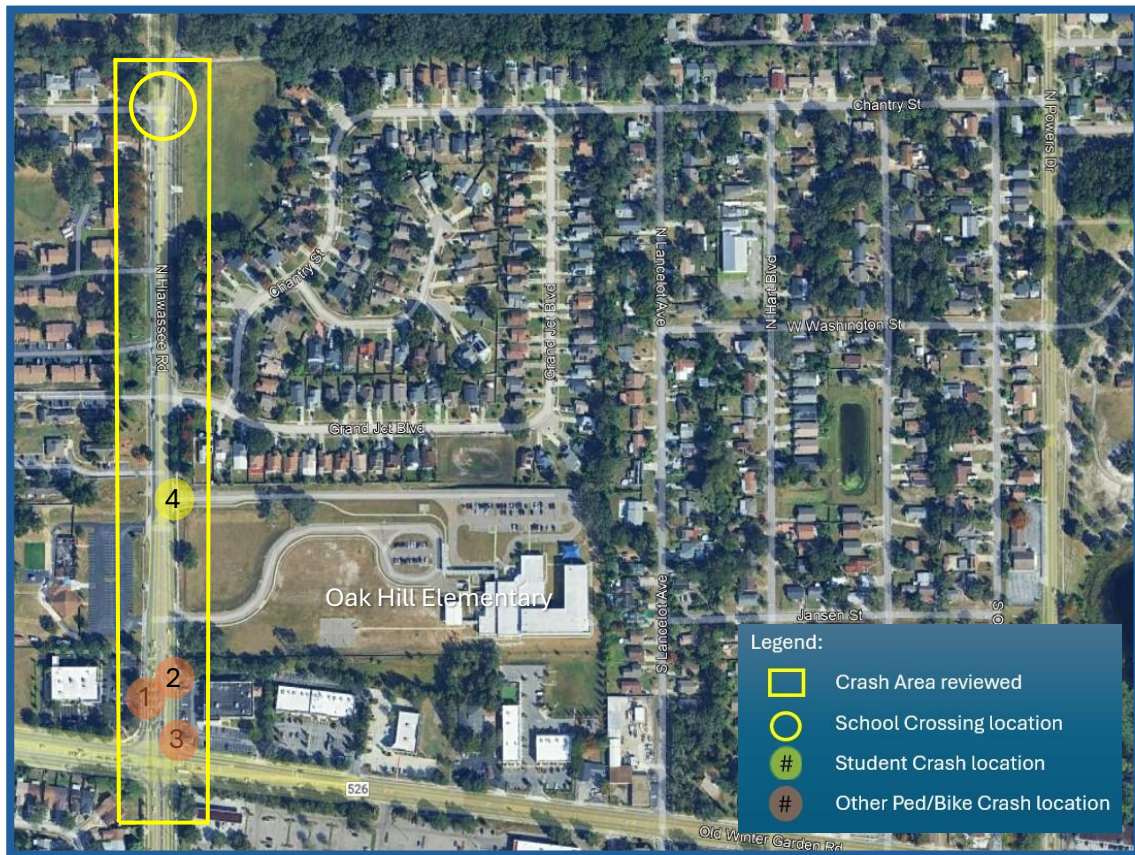 Chantry St
N Powers Dr
N Lancelot Ave
Chantry St
N Hiawassee Rd
Grand Jct Blvd
N Hart Blvd
W Washington St
Grand Jct Blvd
4
Oak Hill Elementary
S Lancelot Ave
Jansen St
So
2
1
3
526
Old Winter Garden Rd
Legend:
Crash Area reviewed
School Crossing location
# Student Crash location
# Other Ped/Bike Crash location